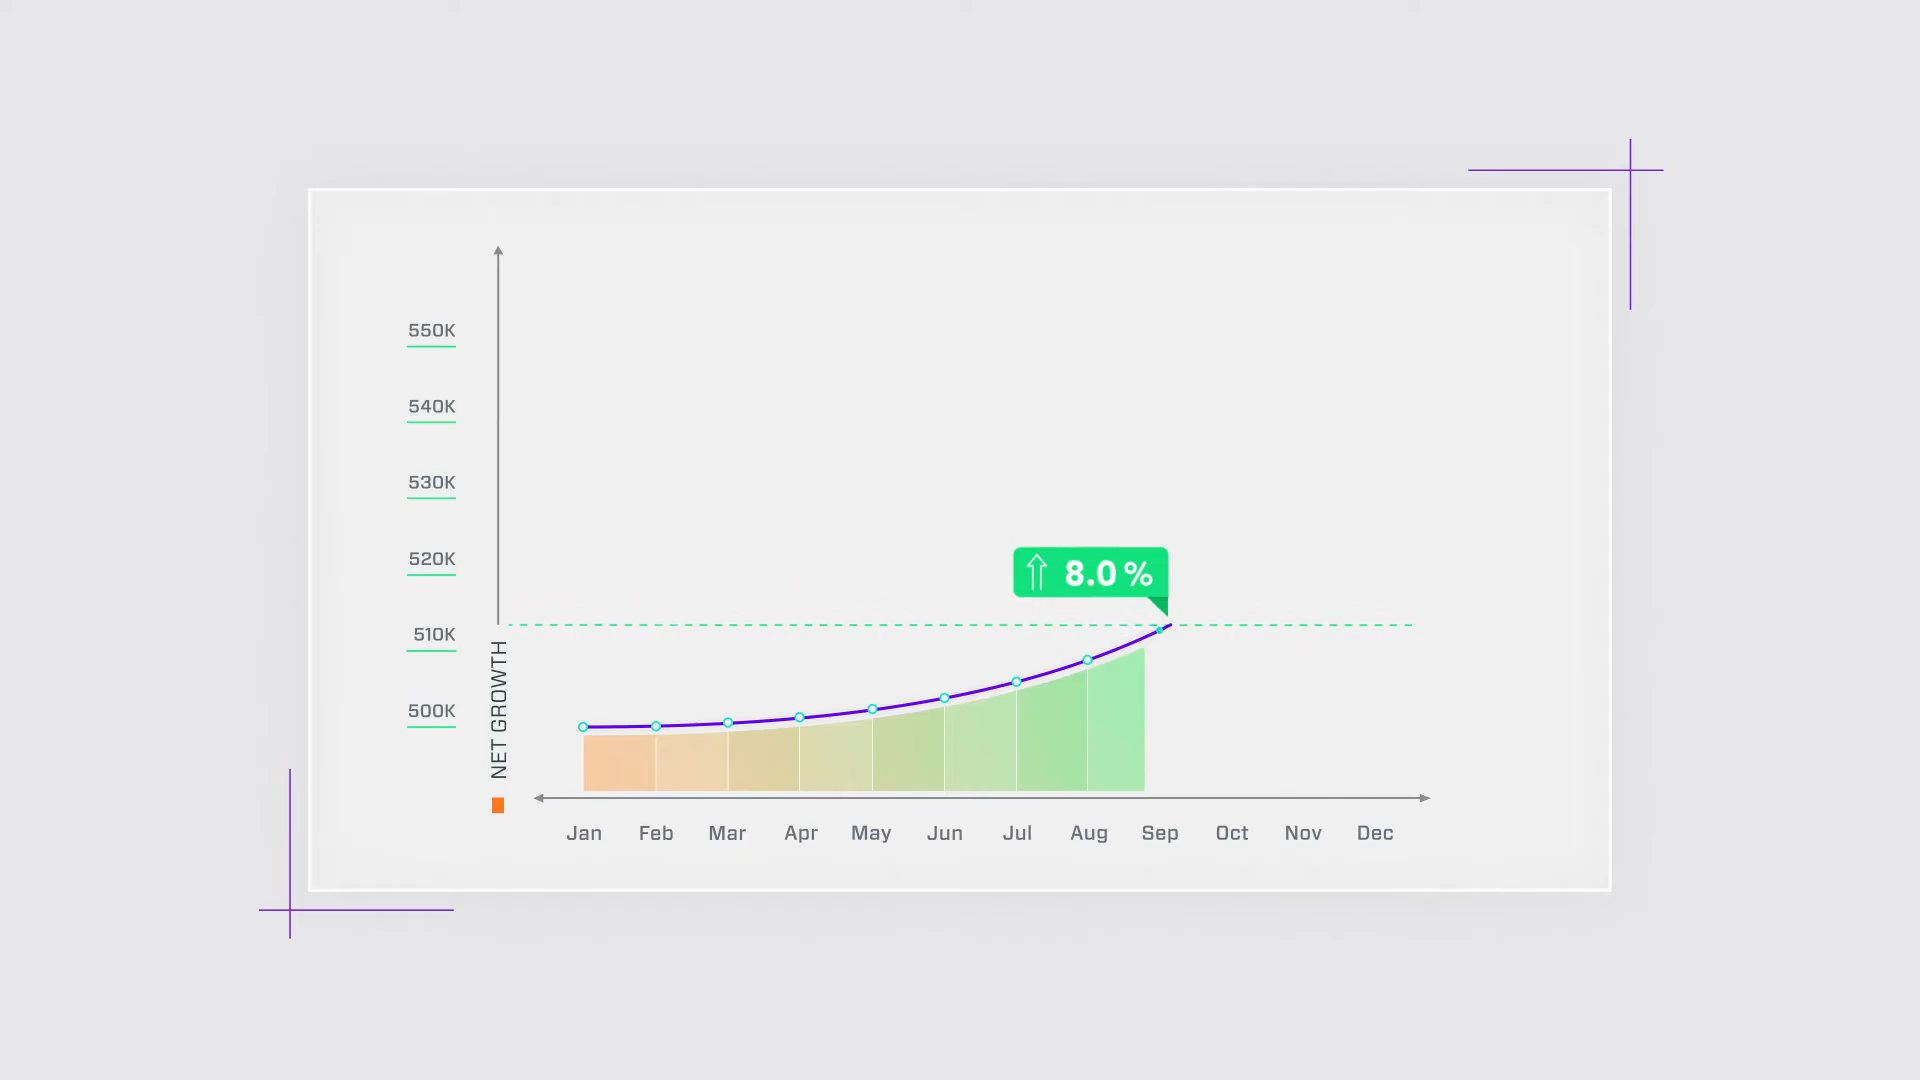 550K
540K
530K
520K
510K
500K
NET GROWTH
8.0 %
Jan Feb Mar Apr May Jun Jul Aug Sep Oct Nov Dec